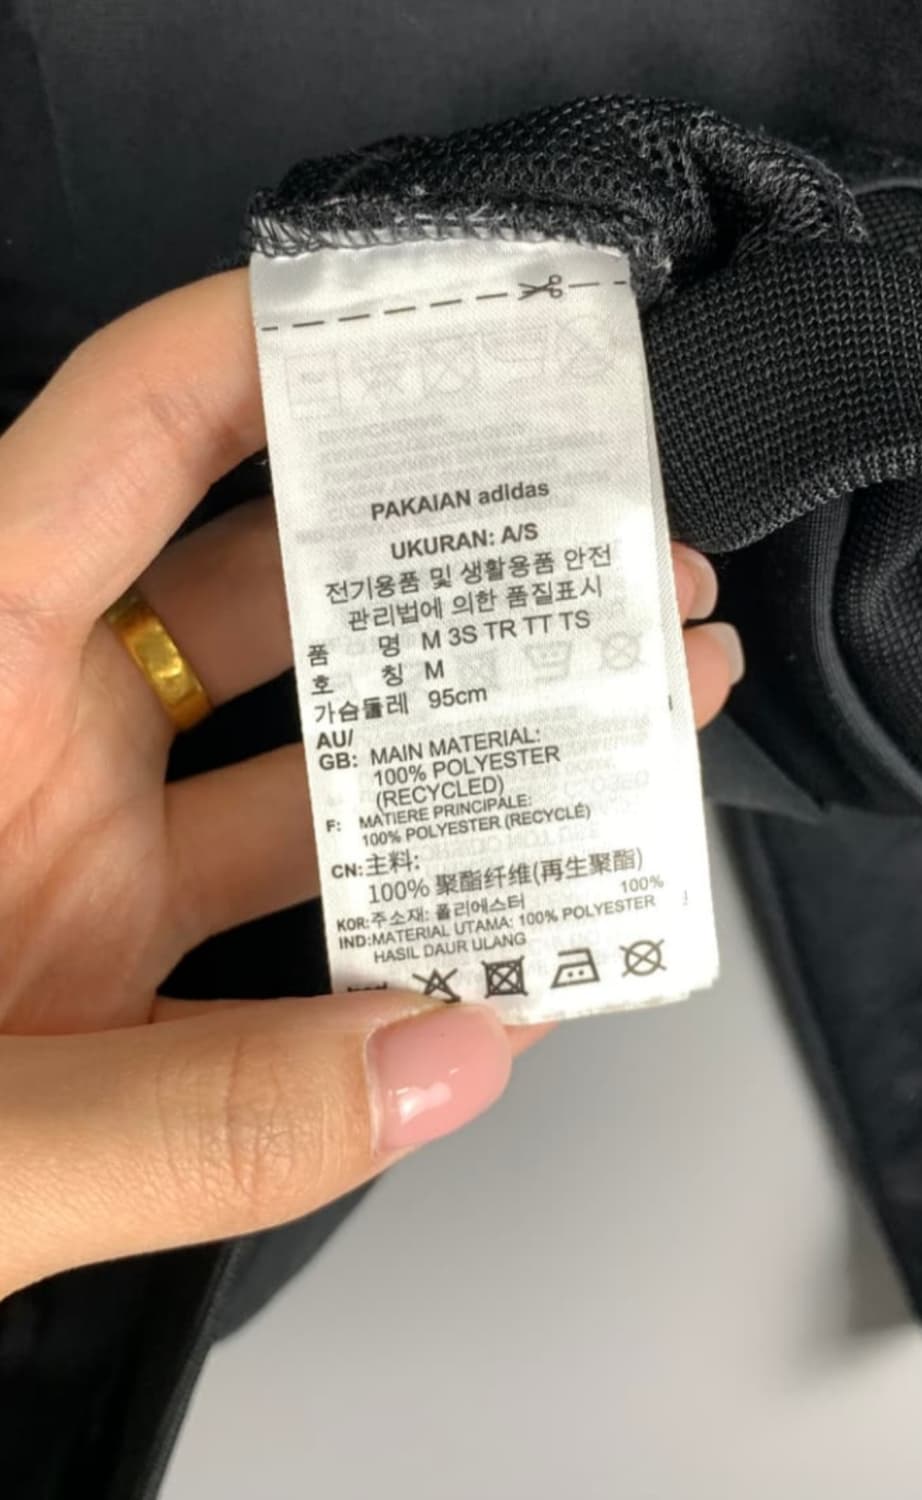 PAKAIAN adidas
UKURAN: A/S
전기용품 및 생활용품 안전
관리법에 의한 품질표시
품 명 M 3S TR TT TS
호 칭 M
가슴둘레 95cm
AU/
GB: MAIN MATERIAL:
100% POLYESTER
(RECYCLED)
F: MATIERE PRINCIPALE:
100% POLYESTER (RECYCLÉ)
CN:主料:
100% 聚酯纤维(再生聚酯)
KOR:주소재: 폴리에스터 100%
IND:MATERIAL UTAMA: 100% POLYESTER
HASIL DAUR ULANG